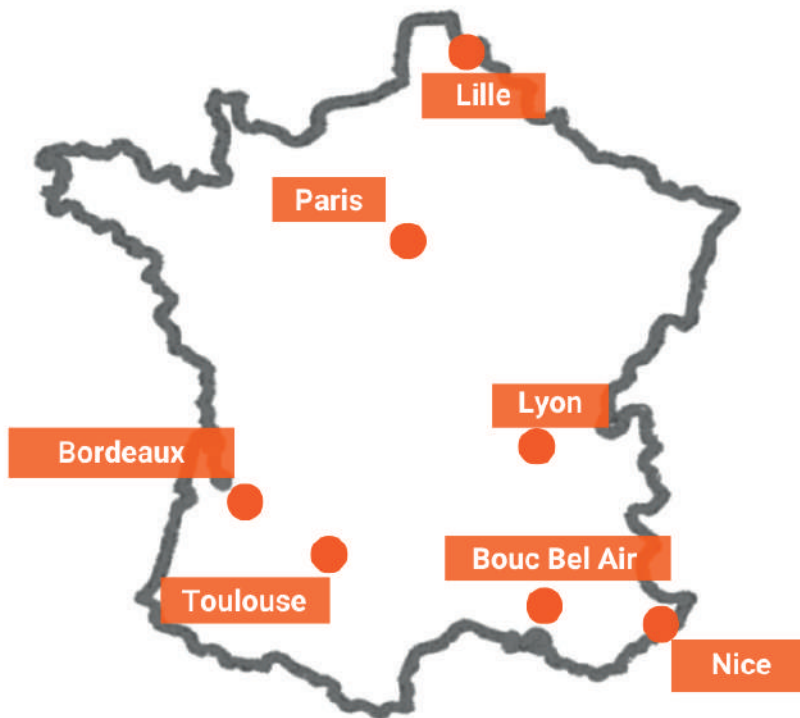 Lille
Paris
Lyon
Bordeaux
Bouc Bel Air
Toulouse
Nice